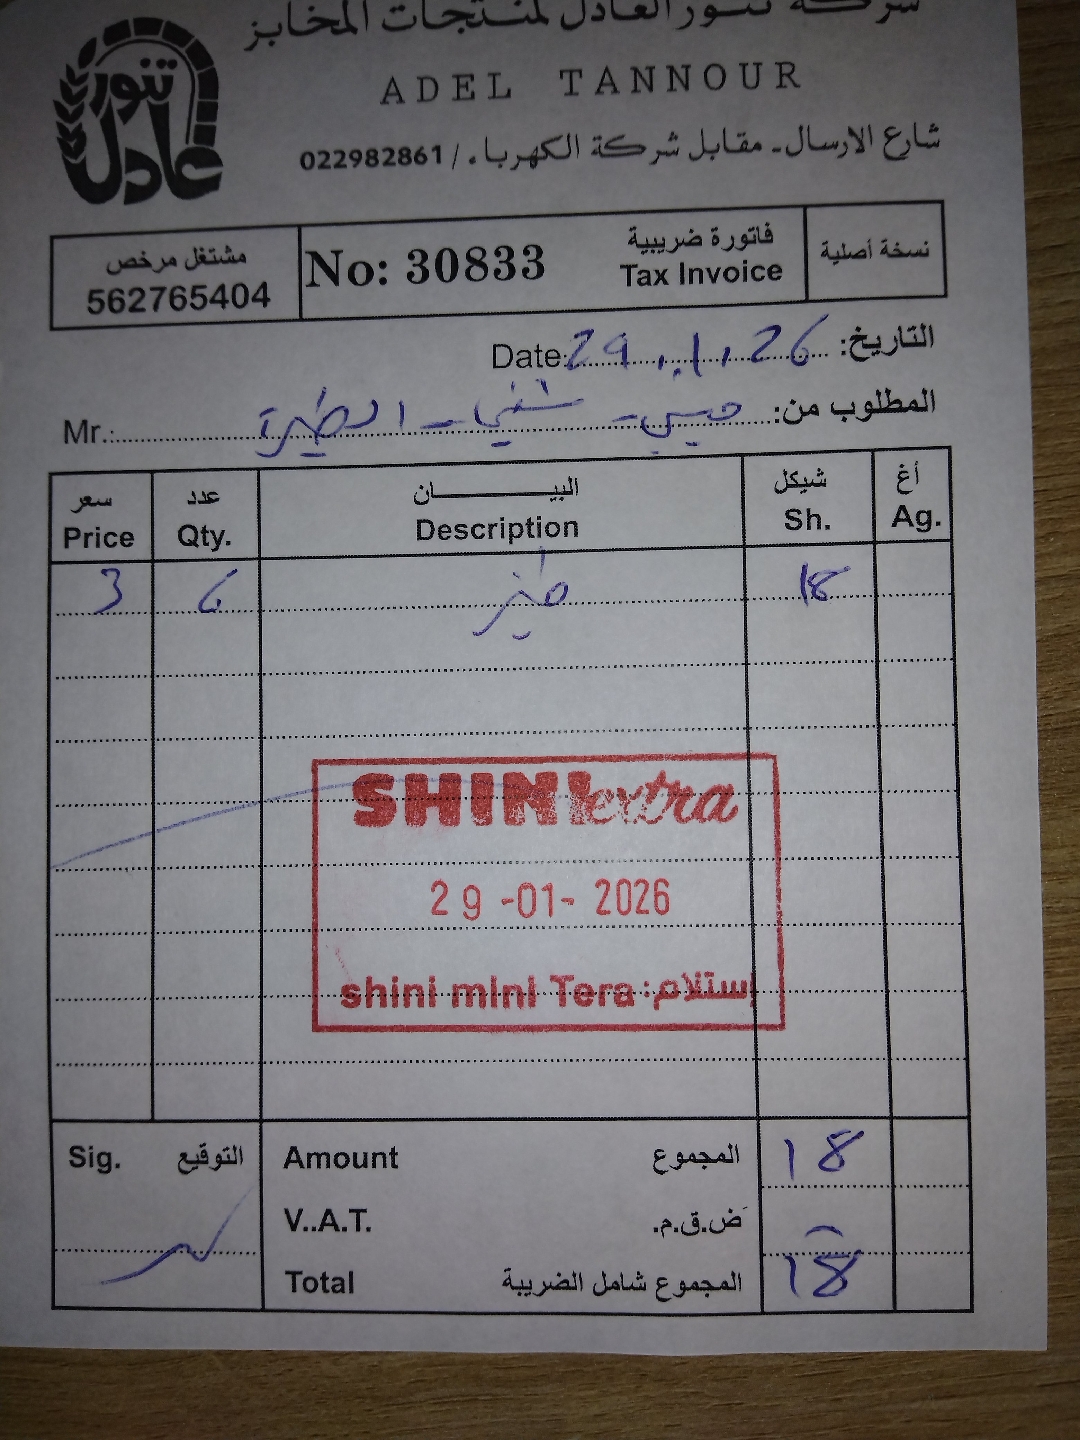 شركة تنور العادل لمنتجات المخابز
ADEL TANNOUR
تنور عادل
شارع الارسال - مقابل شركة الكهرباء / 022982861
نسخة أصلية
فاتورة ضريبية
Tax Invoice
No: 30833
مشتغل مرخص
562765404
التاريخ: Date: 29.1.26
المطلوب من: - شني - الطيرة Mr.:
سعر عدد البيـــــان شيكل أغ
Price Qty. Description Sh. Ag.
3 6 18
SHINI extra
29-01-2026
shini mini Tera إستلام:
Sig. التوقيع
Amount المجموع 18
V..A.T. ض.ق.م.
Total المجموع شامل الضريبة 18